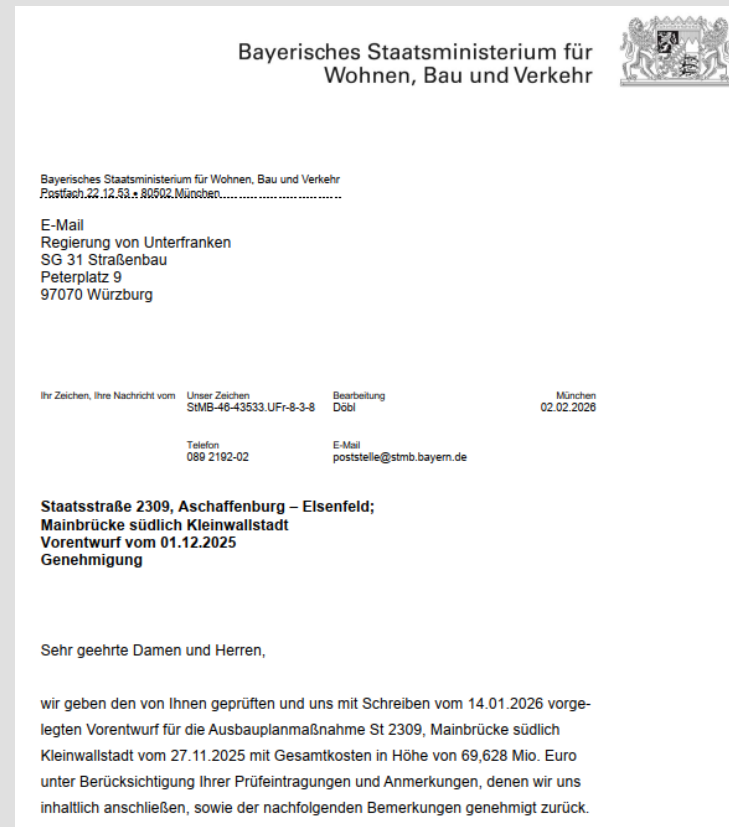 Bayerisches Staatsministerium für
Wohnen, Bau und Verkehr
Bayerisches Staatsministerium für Wohnen, Bau und Verkehr
Postfach 22 12 53 • 80502 München
E-Mail
Regierung von Unterfranken
SG 31 Straßenbau
Peterplatz 9
97070 Würzburg
Ihr Zeichen, Ihre Nachricht vom Unser Zeichen Bearbeitung München
StMB-46-43533.UFr-8-3-8 Döbl 02.02.2026
Telefon E-Mail
089 2192-02 poststelle@stmb.bayern.de
Staatsstraße 2309, Aschaffenburg – Elsenfeld;
Mainbrücke südlich Kleinwallstadt
Vorentwurf vom 01.12.2025
Genehmigung
Sehr geehrte Damen und Herren,
wir geben den von Ihnen geprüften und uns mit Schreiben vom 14.01.2026 vorge-
legten Vorentwurf für die Ausbauplanmaßnahme St 2309, Mainbrücke südlich
Kleinwallstadt vom 27.11.2025 mit Gesamtkosten in Höhe von 69,628 Mio. Euro
unter Berücksichtigung Ihrer Prüfeintragungen und Anmerkungen, denen wir uns
inhaltlich anschließen, sowie der nachfolgenden Bemerkungen genehmigt zurück.